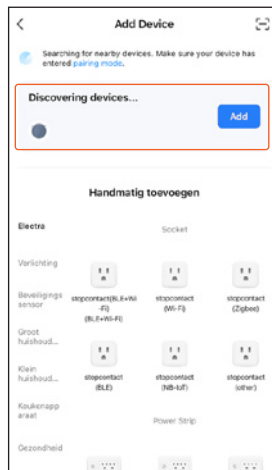 Add Device
Searching for nearby devices. Make sure your device has
entered pairing mode.
Discovering devices...
Add
Handmatig toevoegen
Electra
Socket
Verlichting
Beveiligings
sensor
stopcontact(BLE+Wi
-Fi)
(BLE+Wi-Fi)
stopcontact
(Wi-Fi)
stopcontact
(Zigbee)
Groot
huishoud...
Klein
huishoud...
stopcontact
(BLE)
stopcontact
(NB-IoT)
stopcontact
(other)
Keukenapp
araat
Power Strip
Gezondheid